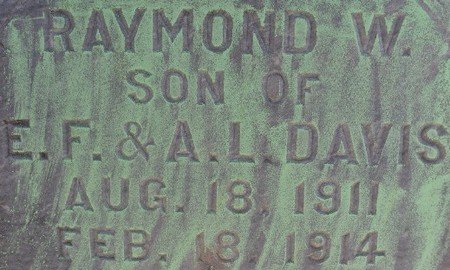 RAYMOND W.
SON OF
E. F. & A. L. DAVIS
AUG. 18, 1911
FEB. 18, 1914